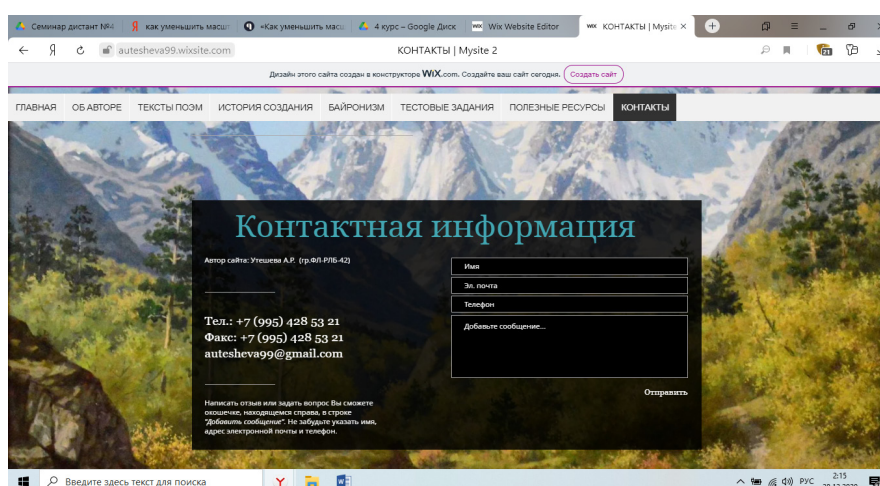 Семинар дистант №4
как уменьшить масш
«Как уменьшить масш
4 курс – Google Диск
Wix Website Editor
КОНТАКТЫ | Mysite
autesheva99.wixsite.com
КОНТАКТЫ | Mysite 2
21
Дизайн этого сайта создан в конструкторе WiX.com. Создайте ваш сайт сегодня. Создать сайт
ГЛАВНАЯ ОБ АВТОРЕ ТЕКСТЫ ПОЭМ ИСТОРИЯ СОЗДАНИЯ БАЙРОНИЗМ ТЕСТОВЫЕ ЗАДАНИЯ ПОЛЕЗНЫЕ РЕСУРСЫ КОНТАКТЫ
Контактная информация
Автор сайта: Утешева А.Р. (гр.ФЛ-РЛБ-42)
Тел.: +7 (995) 428 53 21
Факс: +7 (995) 428 53 21
autesheva99@gmail.com
Написать отзыв или задать вопрос Вы сможете
окошечке, находящемся справа, в строке
"Добавить сообщение". Не забудьте указать имя,
адрес электронной почты и телефон.
Имя
Эл. почта
Телефон
Добавьте сообщение...
Отправить
Введите здесь текст для поиска
РУС
2:15